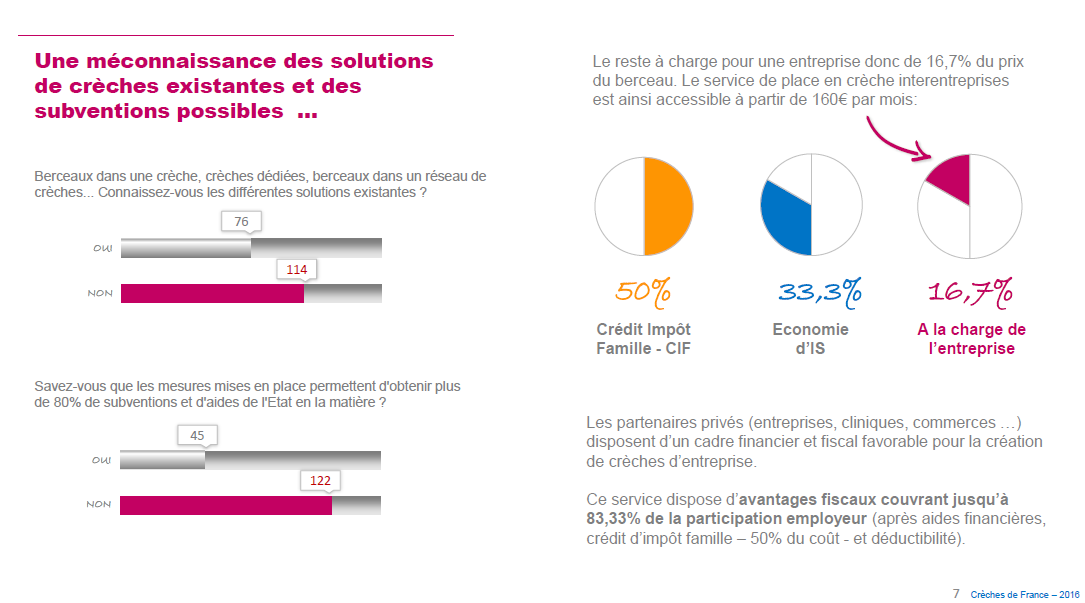 Une méconnaissance des solutions
de crèches existantes et des
subventions possibles ...
Berceaux dans une crèche, crèches dédiées, berceaux dans un réseau de
crèches... Connaissez-vous les différentes solutions existantes ?
76
OUI
114
NON
Savez-vous que les mesures mises en place permettent d'obtenir plus
de 80% de subventions et d'aides de l'Etat en la matière ?
45
OUI
122
NON
Le reste à charge pour une entreprise donc de 16,7% du prix
du berceau. Le service de place en crèche interentreprises
est ainsi accessible à partir de 160€ par mois:
50%
Crédit Impôt
Famille - CIF
33,3%
Economie
d'IS
16,7%
A la charge de
l'entreprise
Les partenaires privés (entreprises, cliniques, commerces ...)
disposent d'un cadre financier et fiscal favorable pour la création
de crèches d'entreprise.
Ce service dispose d'avantages fiscaux couvrant jusqu'à
83,33% de la participation employeur (après aides financières,
crédit d'impôt famille – 50% du coût - et déductibilité).
7 Crèches de France – 2016